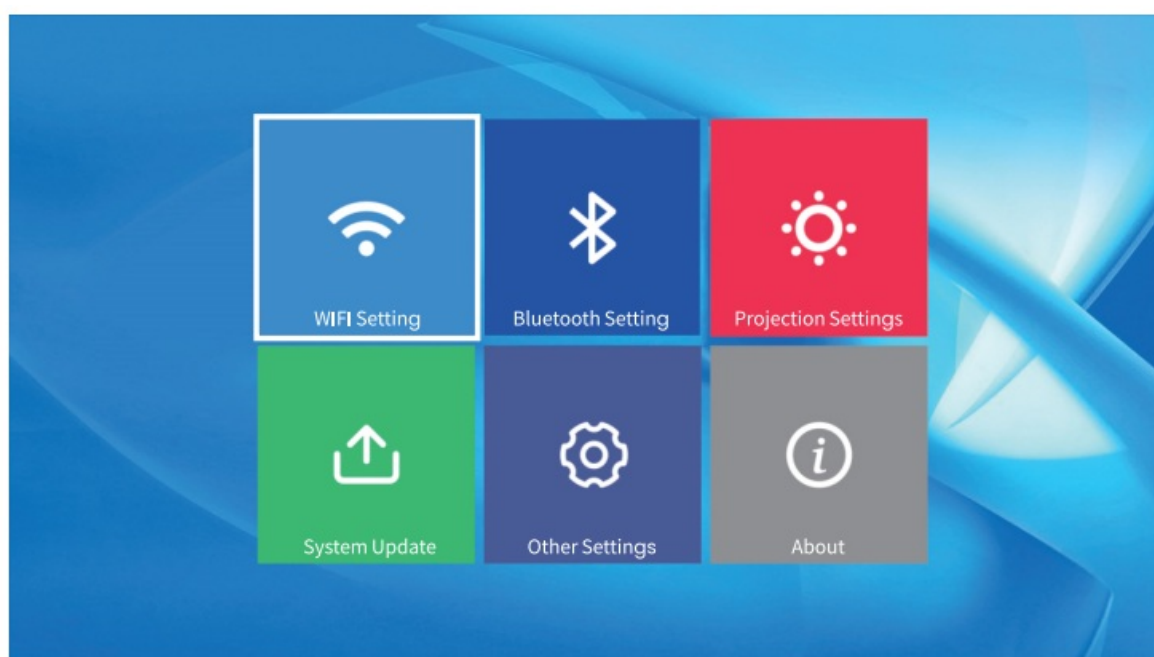 WIFI Setting
Bluetooth Setting
Projection Settings
System Update
Other Settings
About